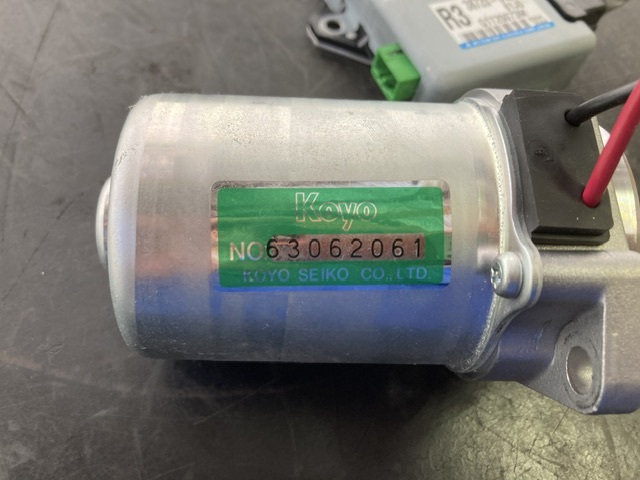 R3
Koyo
NO. 63062061
KOYO SEIKO CO., LTD.